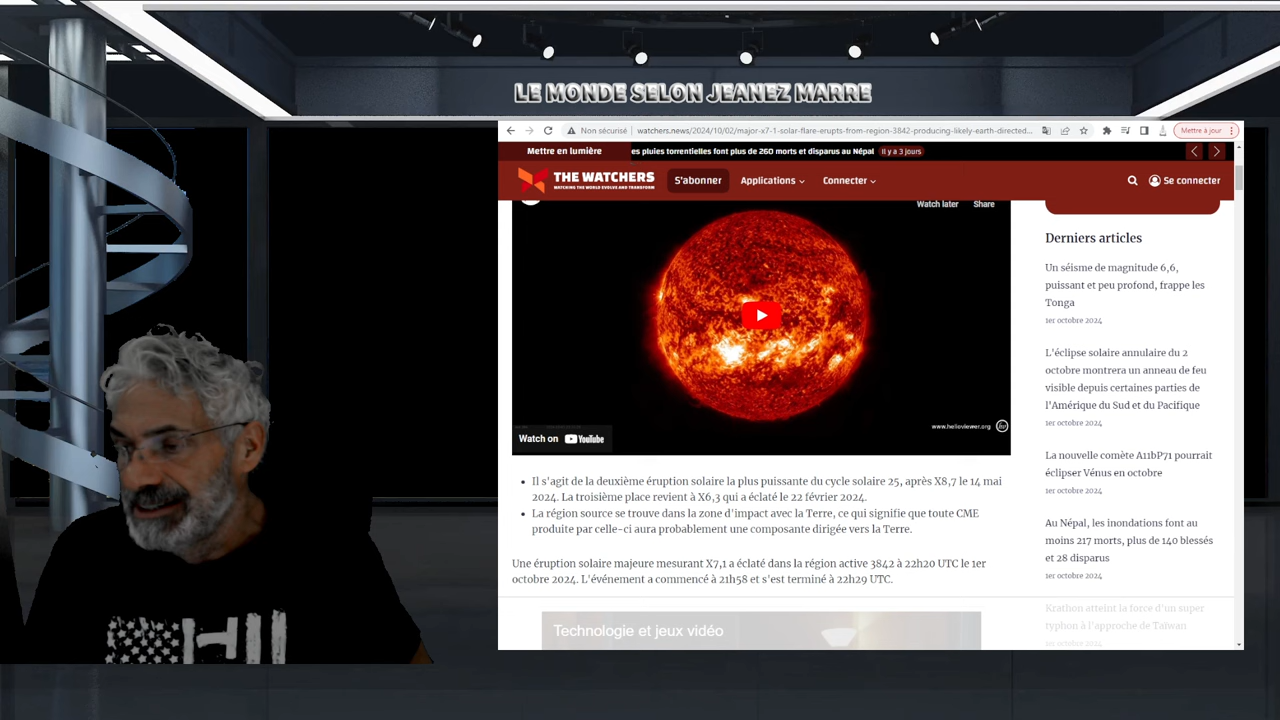 LE MONDE SELON JEANEZ MARRE
Non sécurisé
watchers.news/2024/10/02/major-x7-1-solar-flare-erupts-from-region-3842-producing-likely-earth-directed...
Mettre à jour
Mettre en lumière
es pluies torrentielles font plus de 260 morts et disparus au Népal
Il y a 3 jours
THE WATCHERS
WATCHING THE WORLD EVOLVE AND TRANSFORM
S'abonner
Applications
Connecter
Se connecter
Watch later
Share
www.helioviewer.org
Watch on YouTube
Il s'agit de la deuxième éruption solaire la plus puissante du cycle solaire 25, après X8,7 le 14 mai
2024. La troisième place revient à X6,3 qui a éclaté le 22 février 2024.
La région source se trouve dans la zone d'impact avec la Terre, ce qui signifie que toute CME
produite par celle-ci aura probablement une composante dirigée vers la Terre.
Une éruption solaire majeure mesurant X7,1 a éclaté dans la région active 3842 à 22h20 UTC le 1er
octobre 2024. L'événement a commencé à 21h58 et s'est terminé à 22h29 UTC.
Technologie et jeux vidéo
Derniers articles
Un séisme de magnitude 6,6,
puissant et peu profond, frappe les
Tonga
1er octobre 2024
L'éclipse solaire annulaire du 2
octobre montrera un anneau de feu
visible depuis certaines parties de
l'Amérique du Sud et du Pacifique
1er octobre 2024
La nouvelle comète A11bP71 pourrait
éclipser Vénus en octobre
1er octobre 2024
Au Népal, les inondations font au
moins 217 morts, plus de 140 blessés
et 28 disparus
1er octobre 2024
Krathon atteint la force d'un super
typhon à l'approche de Taïwan
1er octobre 2024